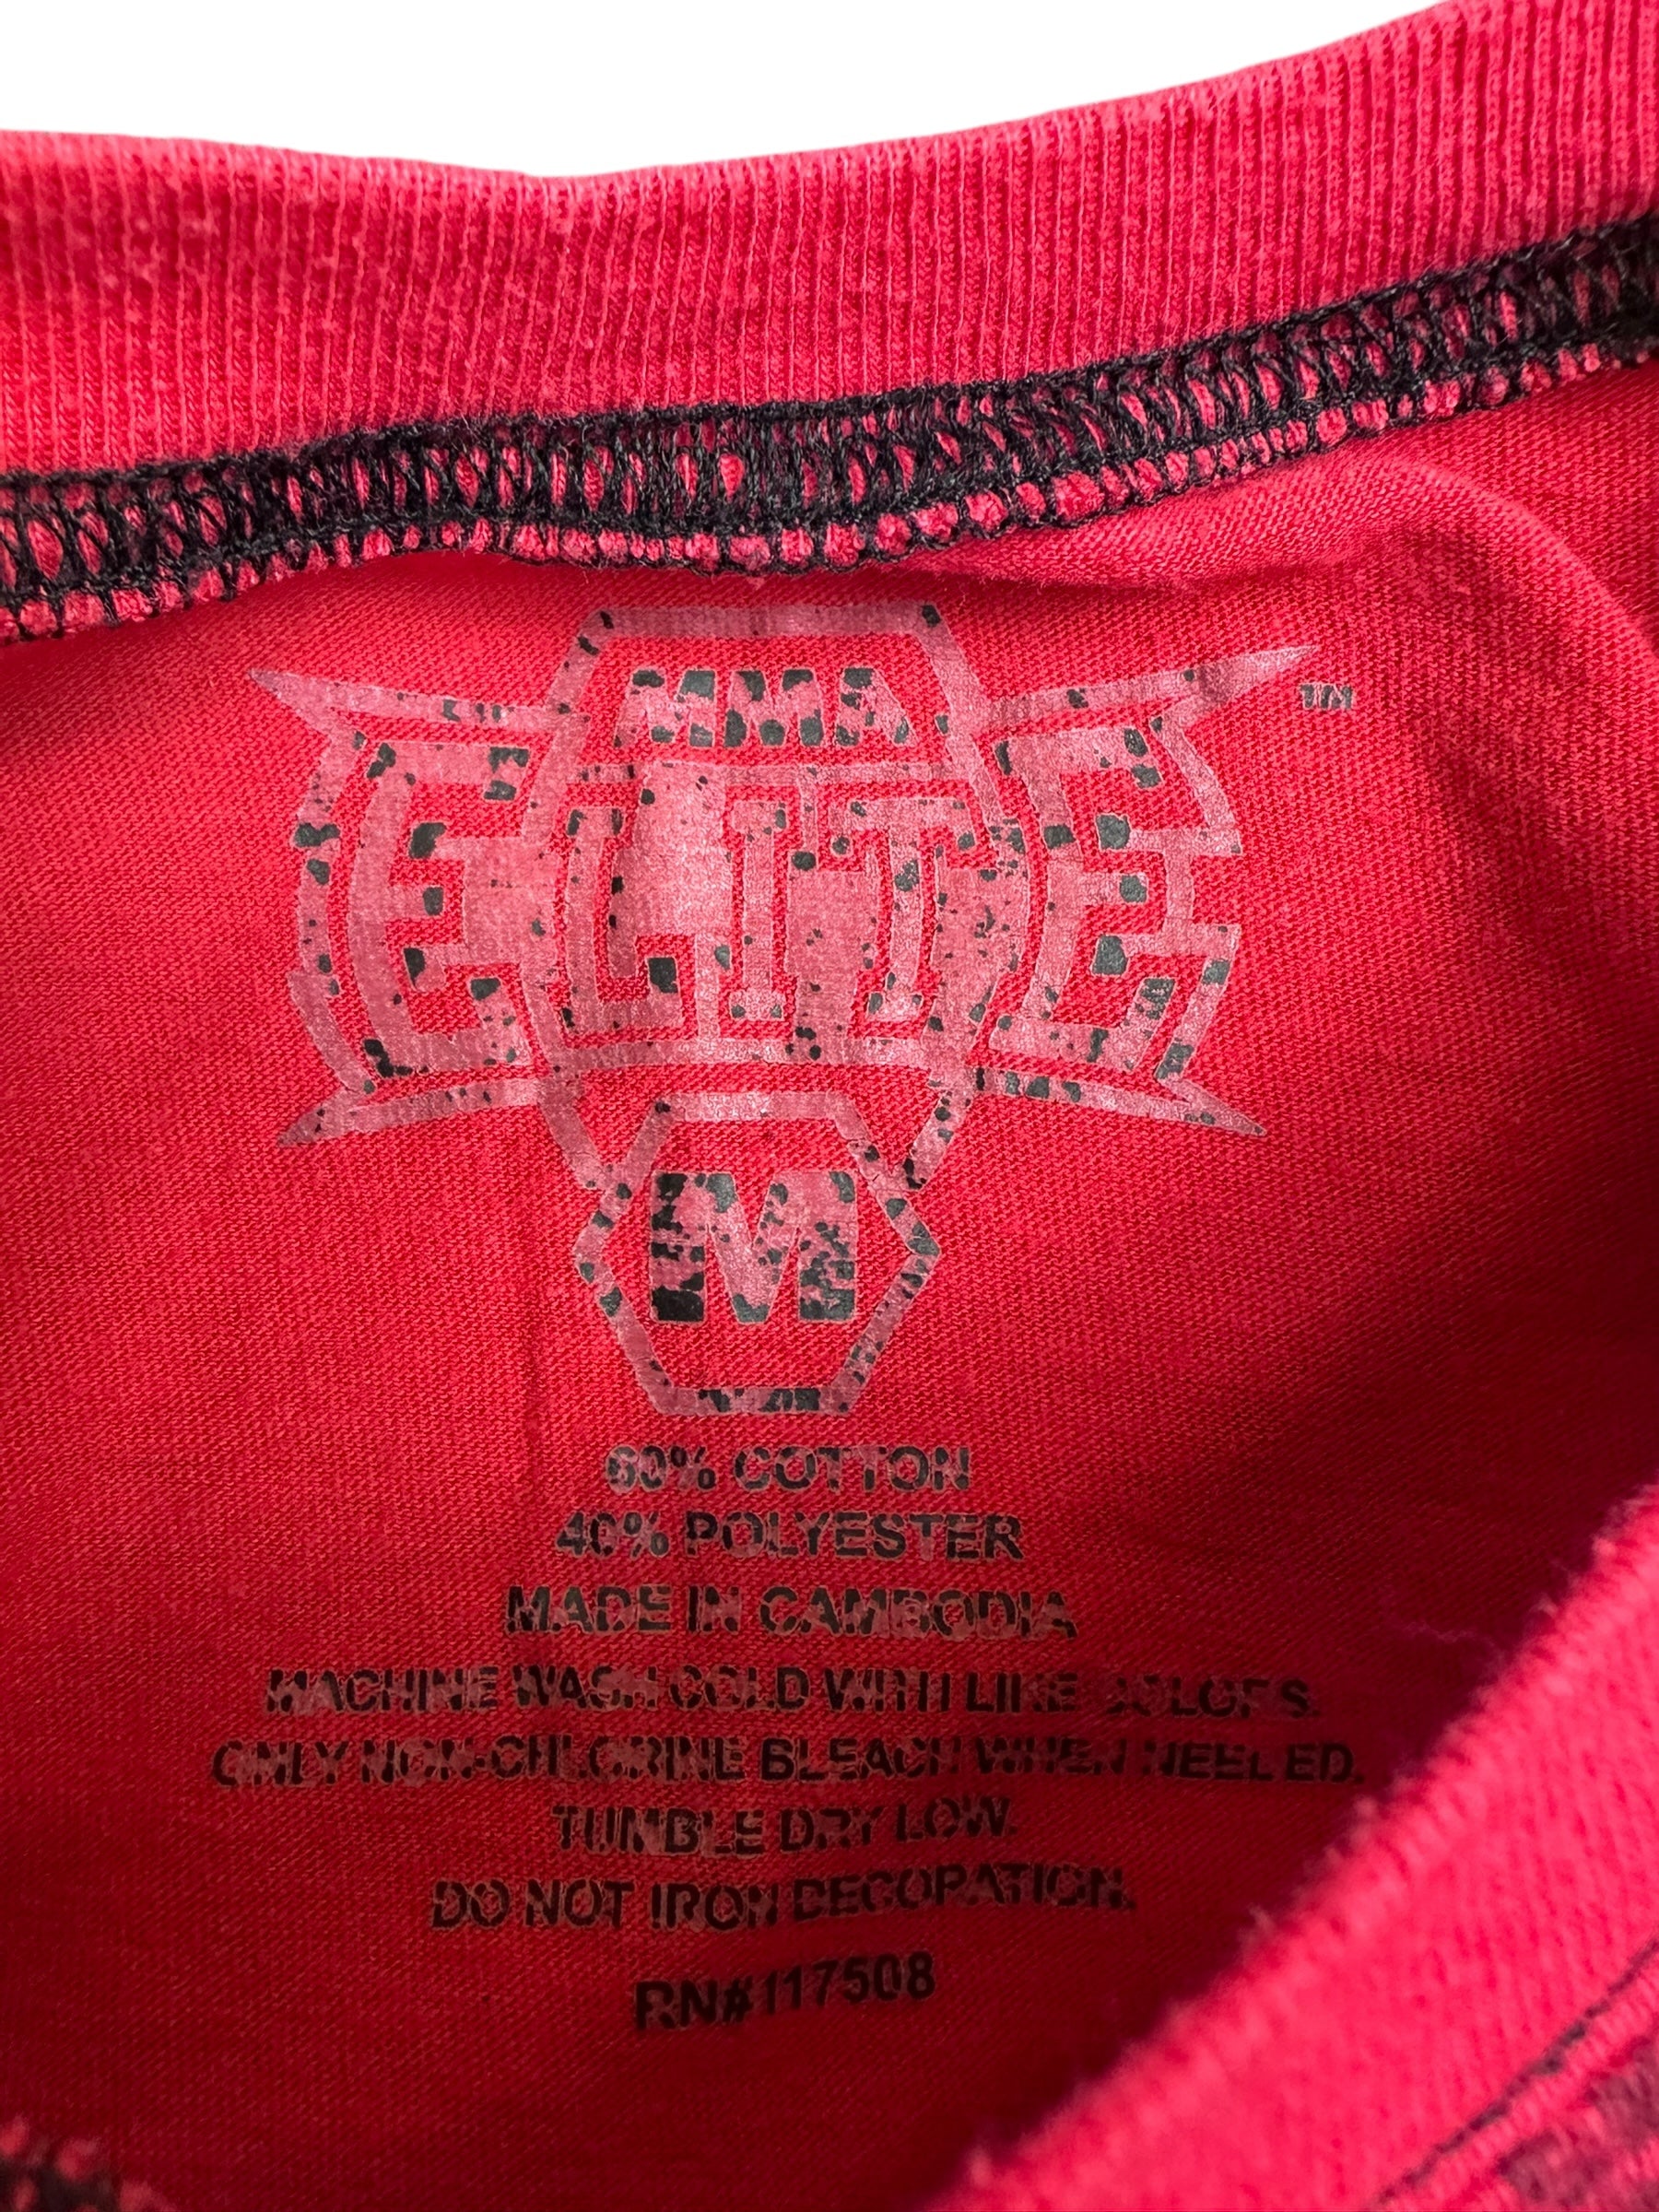 MMA
ELITE ™
M
60% COTTON
40% POLYESTER
MADE IN CAMBODIA
MACHINE WASH COLD WITH LIKE COLORS.
ONLY NON-CHLORINE BLEACH WHEN NEEDED.
TUMBLE DRY LOW.
DO NOT IRON DECORATION.
RN#117508